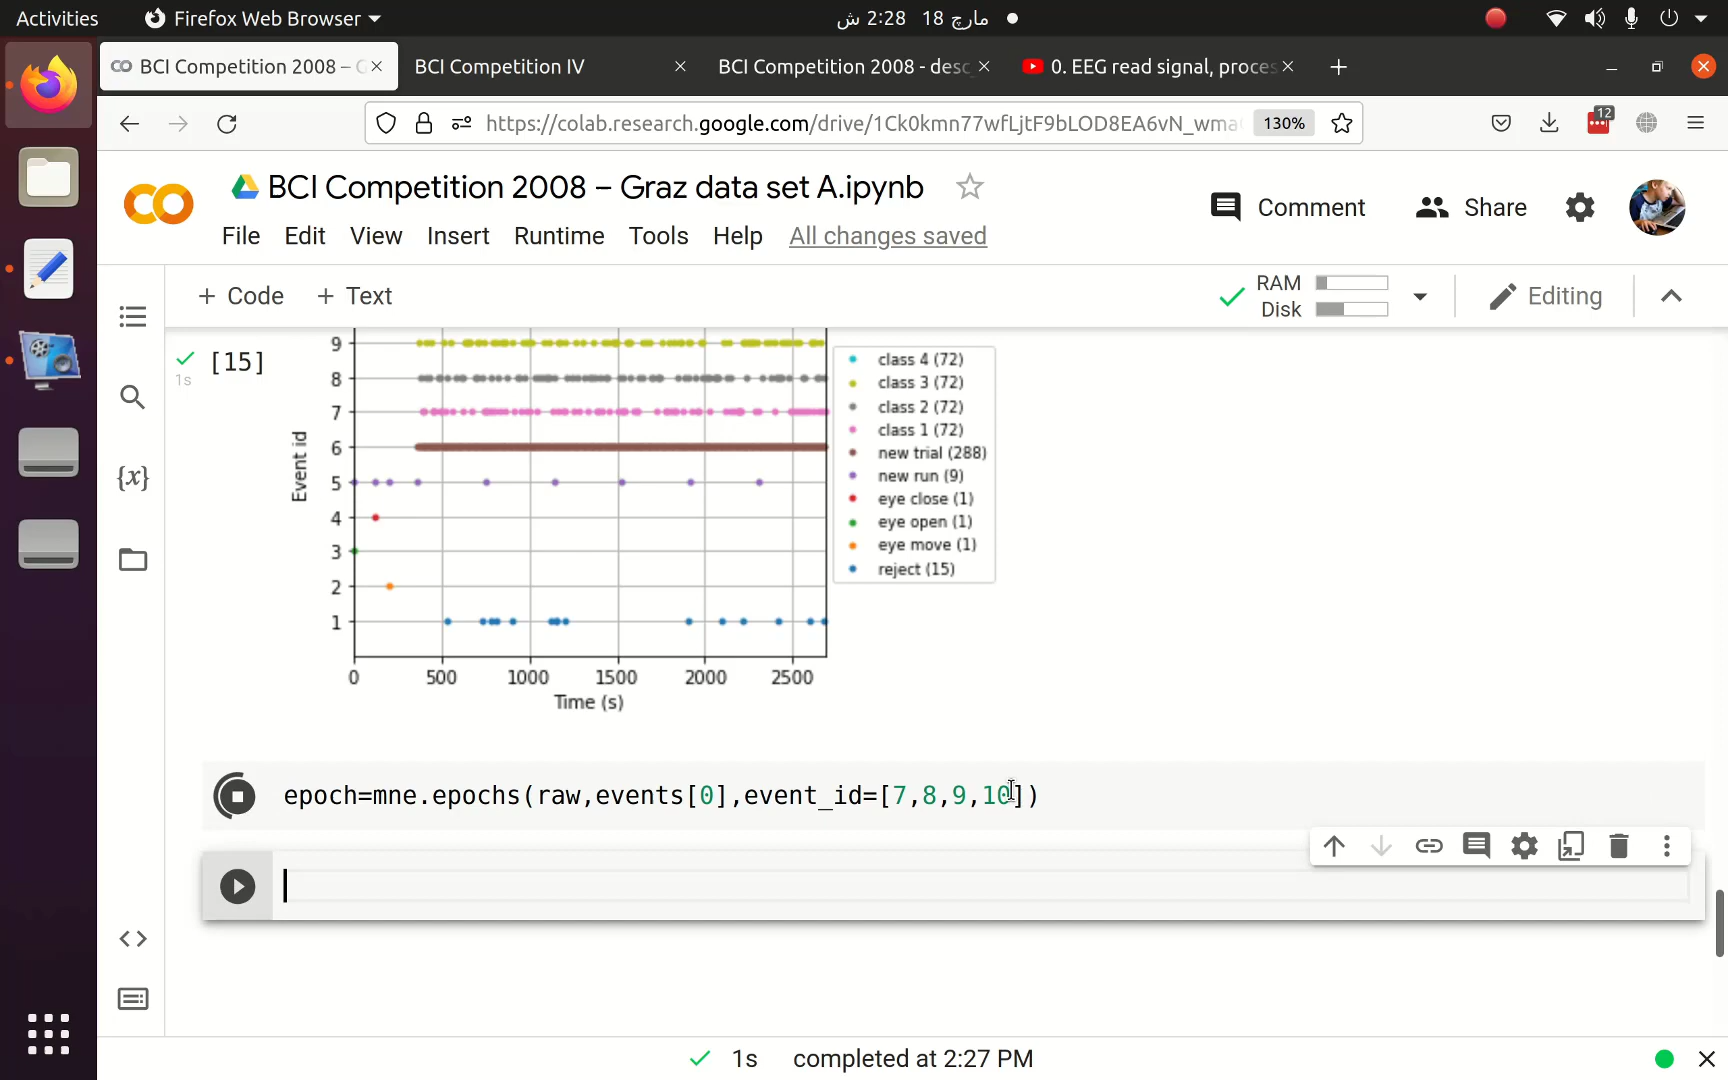 Activities
Firefox Web Browser
مارچ 18  2:28 ش
BCI Competition 2008 –
BCI Competition IV
BCI Competition 2008 - desc
0. EEG read signal, proces
https://colab.research.google.com/drive/1Ck0kmn77wfLjtF9bLOD8EA6vN_wma
130%
12
BCI Competition 2008 – Graz data set A.ipynb
Comment
Share
File
Edit
View
Insert
Runtime
Tools
Help
All changes saved
+ Code
+ Text
RAM
Disk
Editing
[15]
1s
9
8
7
6
5
4
3
2
1
Event id
0
500
1000
1500
2000
2500
Time (s)
class 4 (72)
class 3 (72)
class 2 (72)
class 1 (72)
new trial (288)
new run (9)
eye close (1)
eye open (1)
eye move (1)
reject (15)
{x}
epoch=mne.epochs(raw,events[0],event_id=[7,8,9,10])
1s completed at 2:27 PM